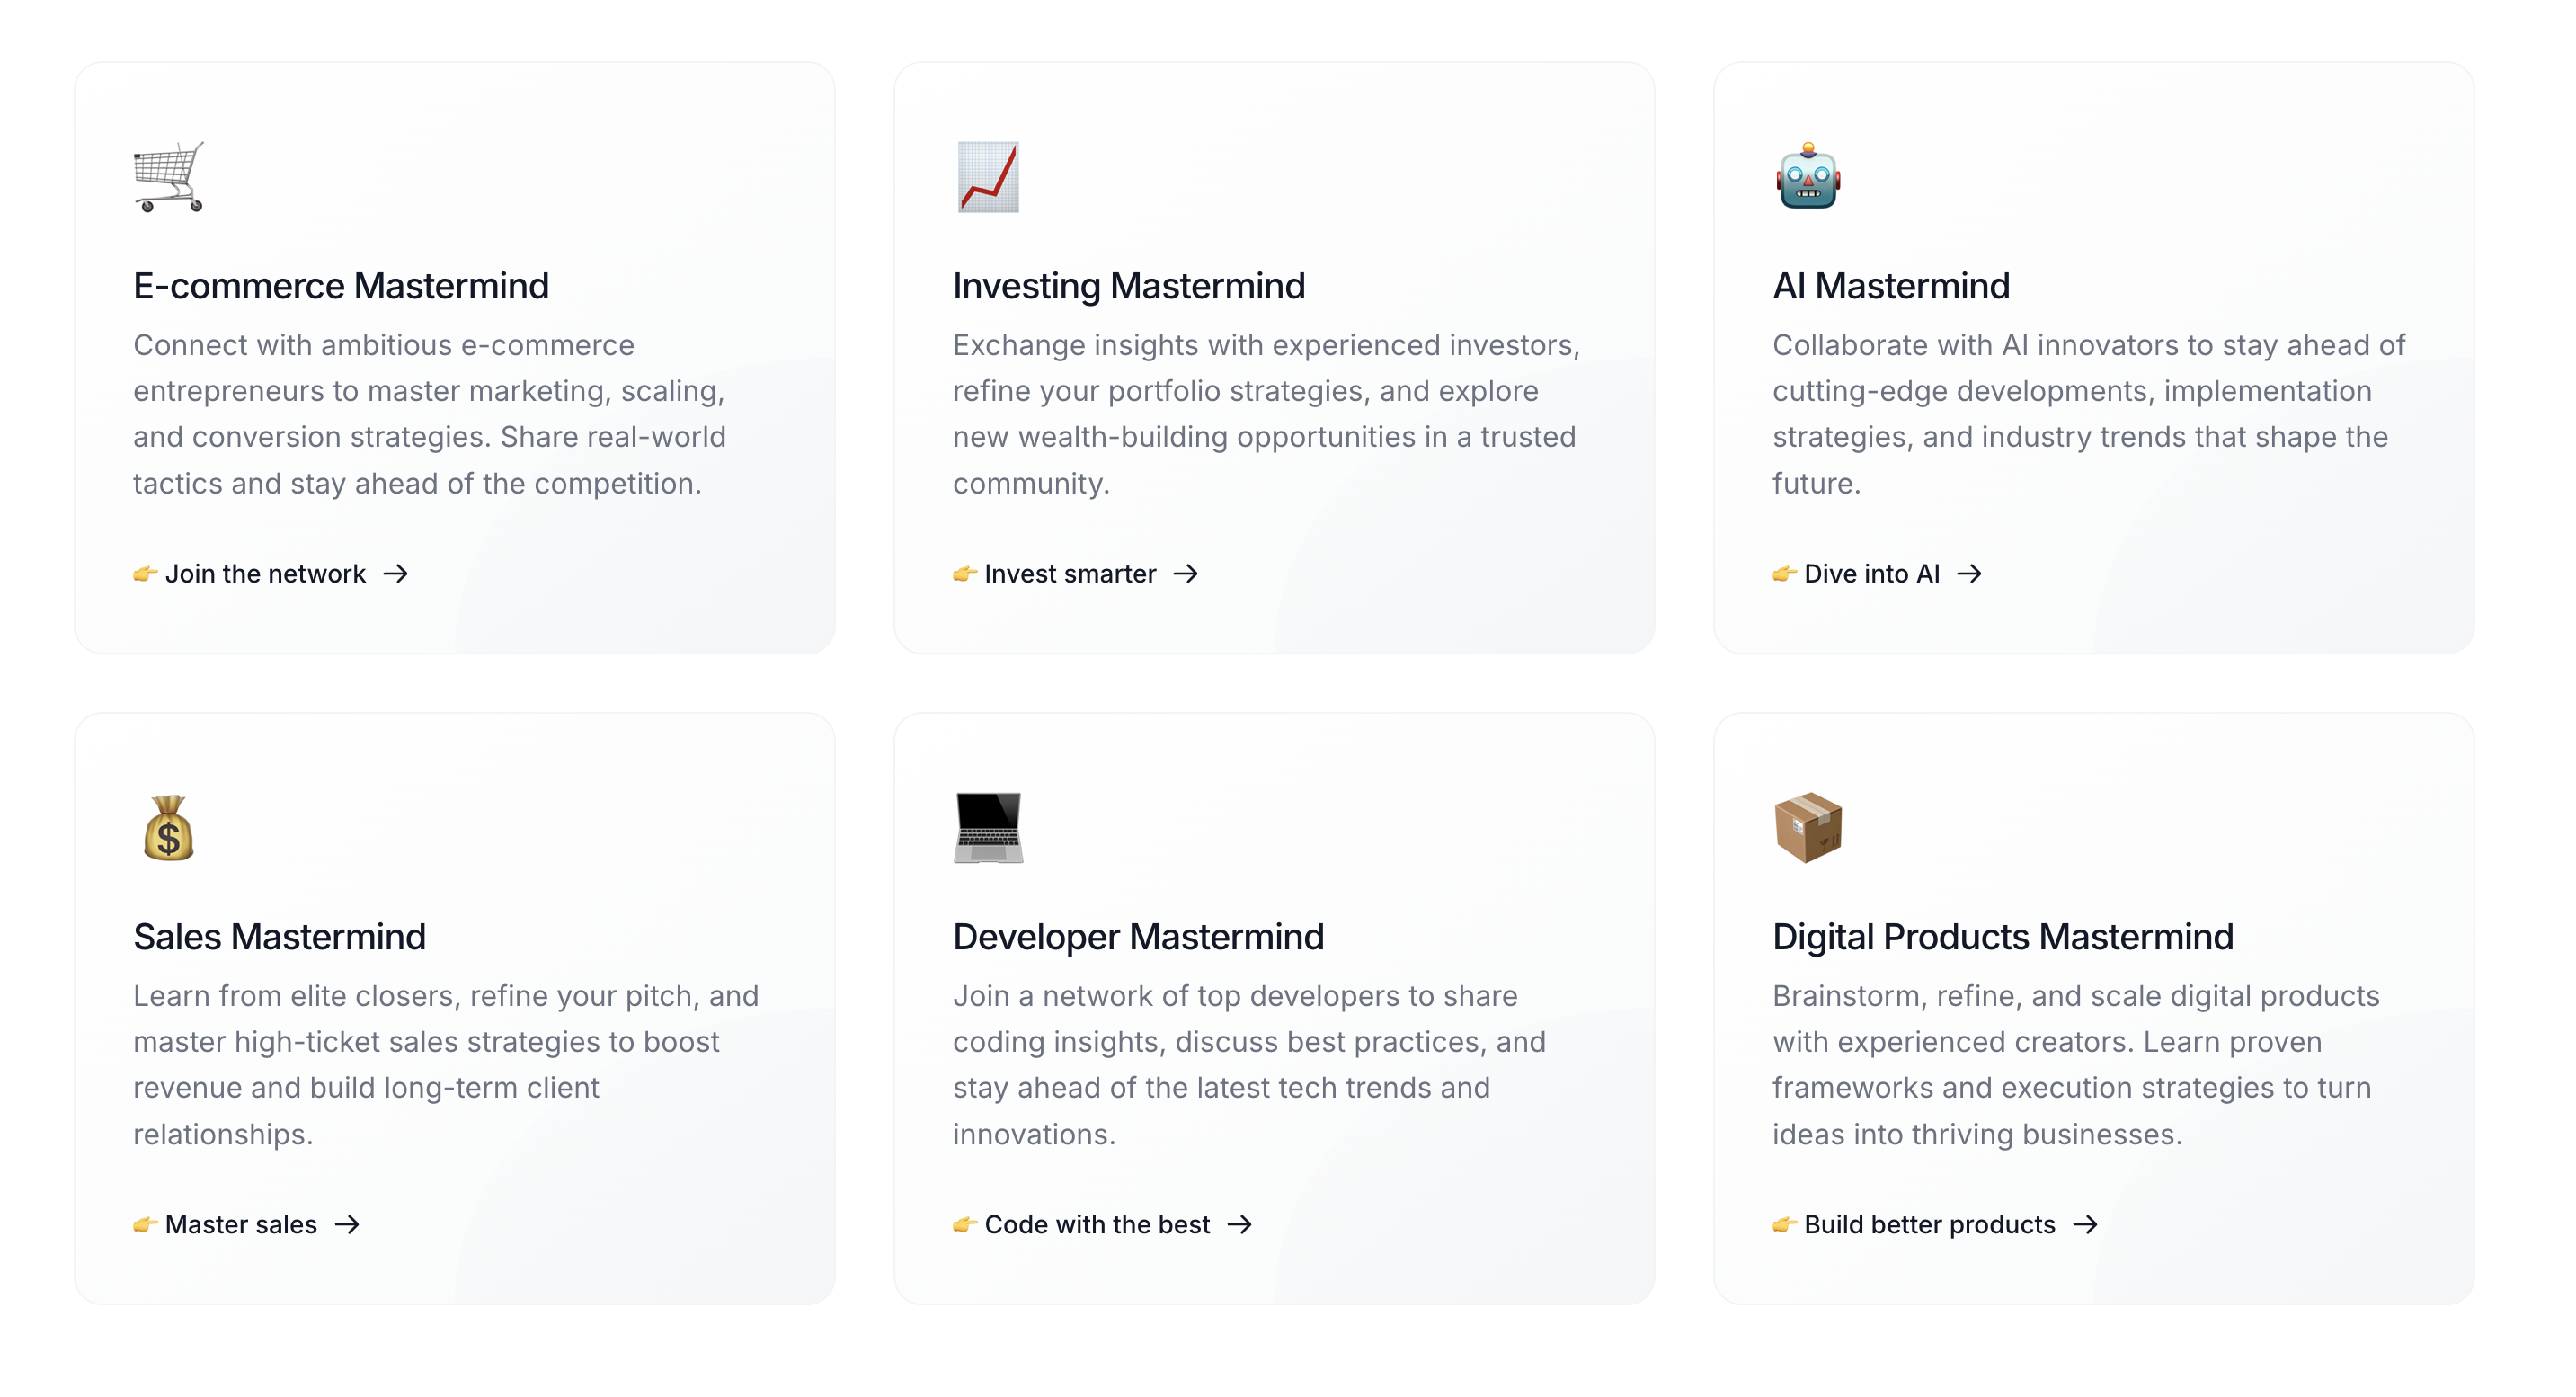 E-commerce Mastermind
Connect with ambitious e-commerce
entrepreneurs to master marketing, scaling,
and conversion strategies. Share real-world
tactics and stay ahead of the competition.
👉 Join the network →
Investing Mastermind
Exchange insights with experienced investors,
refine your portfolio strategies, and explore
new wealth-building opportunities in a trusted
community.
👉 Invest smarter →
AI Mastermind
Collaborate with AI innovators to stay ahead of
cutting-edge developments, implementation
strategies, and industry trends that shape the
future.
👉 Dive into AI →
Sales Mastermind
Learn from elite closers, refine your pitch, and
master high-ticket sales strategies to boost
revenue and build long-term client
relationships.
👉 Master sales →
Developer Mastermind
Join a network of top developers to share
coding insights, discuss best practices, and
stay ahead of the latest tech trends and
innovations.
👉 Code with the best →
Digital Products Mastermind
Brainstorm, refine, and scale digital products
with experienced creators. Learn proven
frameworks and execution strategies to turn
ideas into thriving businesses.
👉 Build better products →